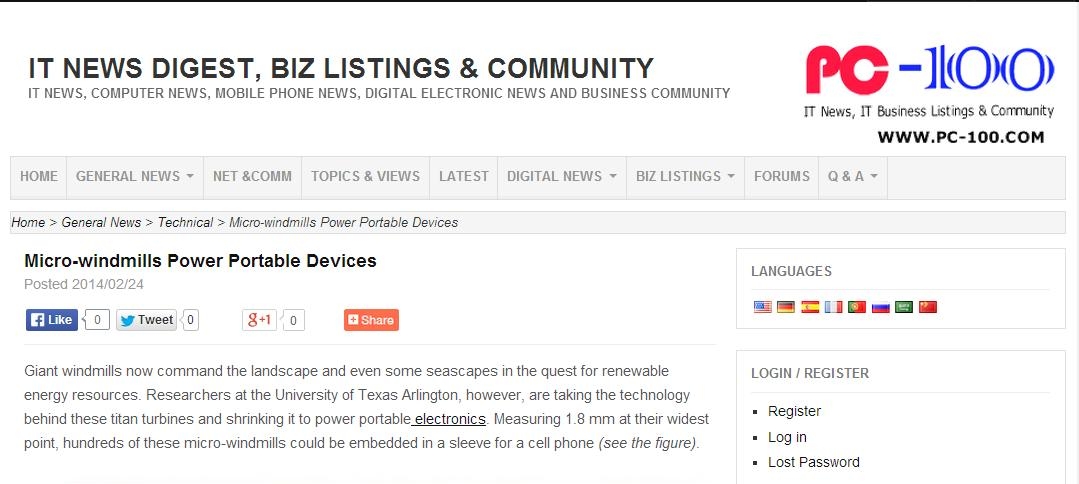 IT NEWS DIGEST, BIZ LISTINGS & COMMUNITY
IT NEWS, COMPUTER NEWS, MOBILE PHONE NEWS, DIGITAL ELECTRONIC NEWS AND BUSINESS COMMUNITY
PC-100
IT News, IT Business Listings & Community
WWW.PC-100.COM
HOME GENERAL NEWS NET &COMM TOPICS & VIEWS LATEST DIGITAL NEWS BIZ LISTINGS FORUMS Q & A
Home > General News > Technical > Micro-windmills Power Portable Devices
Micro-windmills Power Portable Devices
Posted 2014/02/24
Like 0 Tweet 0 g+1 0 Share
Giant windmills now command the landscape and even some seascapes in the quest for renewable
energy resources. Researchers at the University of Texas Arlington, however, are taking the technology
behind these titan turbines and shrinking it to power portable electronics. Measuring 1.8 mm at their widest
point, hundreds of these micro-windmills could be embedded in a sleeve for a cell phone (see the figure).
LANGUAGES
LOGIN / REGISTER
Register
Log in
Lost Password